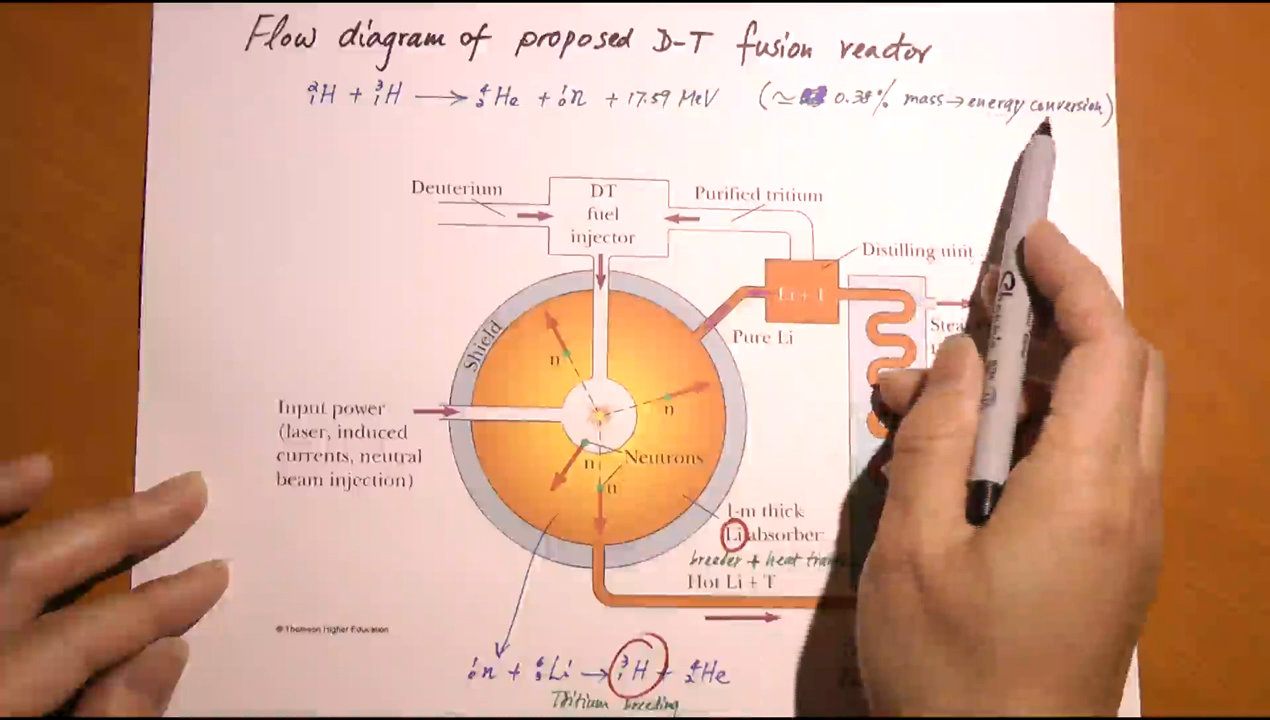 Flow diagram of proposed D-T fusion reactor
²₁H + ³₁H → ⁴₂He + ¹₀n + 17.59 MeV (≈ 0.38% mass → energy conversion)
Deuterium
DT
fuel
injector
Purified tritium
Distilling unit
Li + T
Pure Li
Shield
n
n
n
n
Neutrons
Input power
(laser, induced
currents, neutral
beam injection)
1-m thick
Li absorber
breeder + heat
Hot Li + T
© Thomson Higher Education
¹₀n + ⁶₃Li → ³₁H + ⁴₂He
Tritium breeding